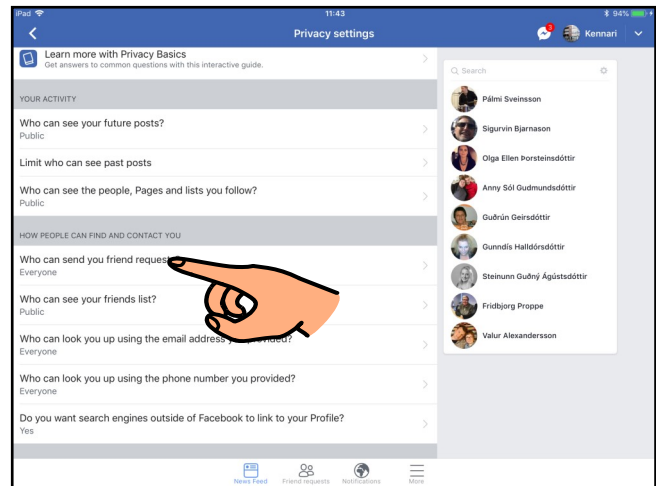 iPad
11:43
94%
Privacy settings
3
Kennari
Learn more with Privacy Basics
Get answers to common questions with this interactive guide.
YOUR ACTIVITY
Who can see your future posts?
Public
Limit who can see past posts
Who can see the people, Pages and lists you follow?
Public
HOW PEOPLE CAN FIND AND CONTACT YOU
Who can send you friend requests?
Everyone
Who can see your friends list?
Public
Who can look you up using the email address you provided?
Everyone
Who can look you up using the phone number you provided?
Everyone
Do you want search engines outside of Facebook to link to your Profile?
Yes
Search
Pálmi Sveinsson
Sigurvin Bjarnason
Olga Ellen Þorsteinsdóttir
Anny Sól Gudmundsdóttir
Guðrún Geirsdóttir
Gunndís Halldórsdóttir
Steinunn Guðný Ágústsdóttir
Fridbjorg Proppe
Valur Alexandersson
News Feed
Friend requests
Notifications
More